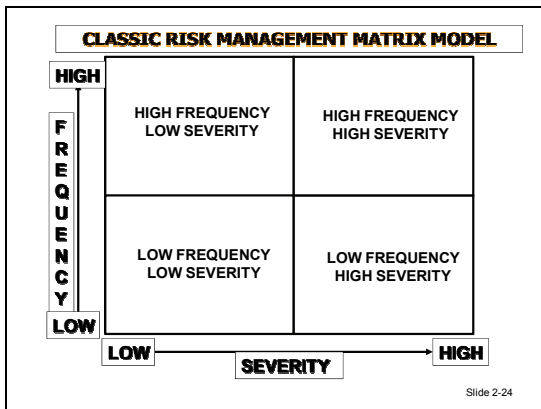 CLASSIC RISK MANAGEMENT MATRIX MODEL
HIGH
FREQUENCY
LOW
HIGH FREQUENCY
LOW SEVERITY
HIGH FREQUENCY
HIGH SEVERITY
LOW FREQUENCY
LOW SEVERITY
LOW FREQUENCY
HIGH SEVERITY
LOW
SEVERITY
HIGH
Slide 2-24